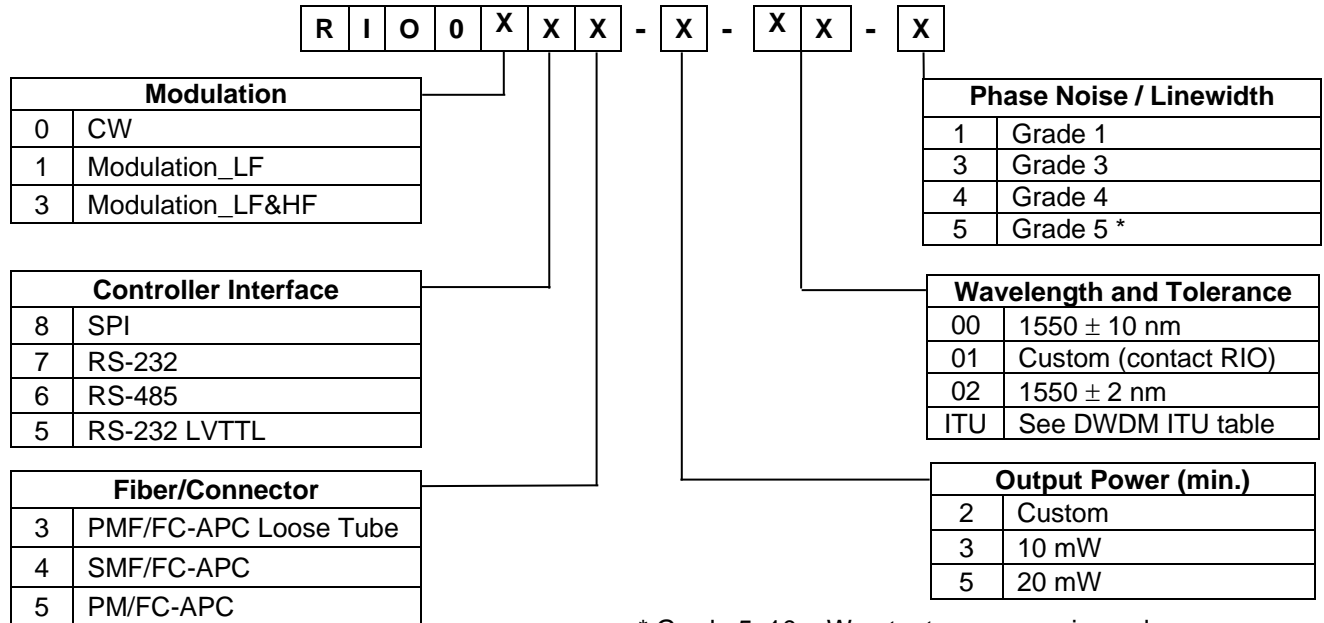 R I O 0 X X X - X - X X - X
Modulation
0 CW
1 Modulation_LF
3 Modulation_LF&HF
Controller Interface
8 SPI
7 RS-232
6 RS-485
5 RS-232 LVTTL
Fiber/Connector
3 PMF/FC-APC Loose Tube
4 SMF/FC-APC
5 PM/FC-APC
Phase Noise / Linewidth
1 Grade 1
3 Grade 3
4 Grade 4
5 Grade 5 *
Wavelength and Tolerance
00 1550 ± 10 nm
01 Custom (contact RIO)
02 1550 ± 2 nm
ITU See DWDM ITU table
Output Power (min.)
2 Custom
3 10 mW
5 20 mW